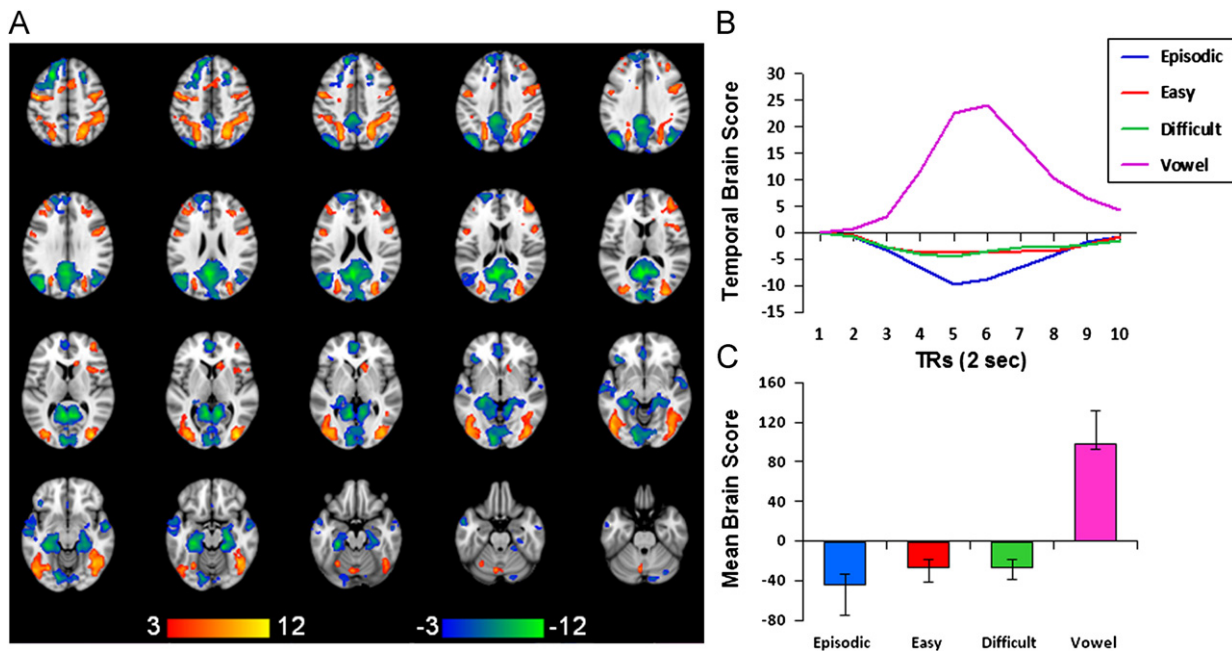 A
3 12 -3 -12
B
Episodic
Easy
Difficult
Vowel
Temporal Brain Score
30
25
20
15
10
5
0
-5
-10
-15
1 2 3 4 5 6 7 8 9 10
TRs (2 sec)
C
Mean Brain Score
160
120
80
40
0
-40
-80
Episodic Easy Difficult Vowel